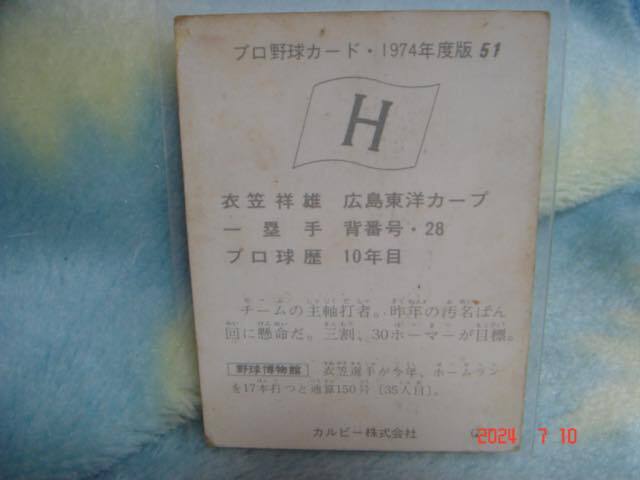 プロ野球カード・1974年度版 51
H
衣笠祥雄 広島東洋カープ
一塁手 背番号・28
プロ球歴 10年目
チームの主軸打者。昨年の汚名ばん
回に懸命だ。三割、30ホーマーが目標。
野球博物館 衣笠選手が今年、ホームラン
を17本打つと通算150号〔35人目〕。
カルビー株式会社
2024 7 10